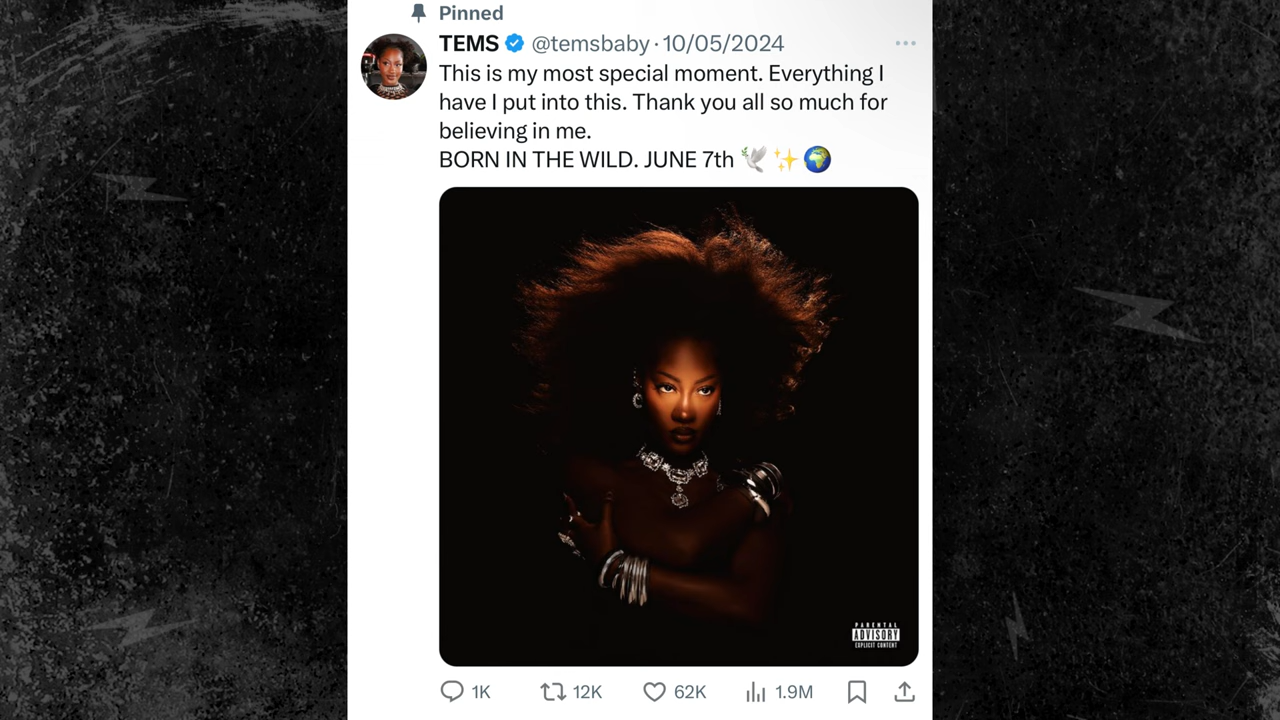 Pinned
TEMS @temsbaby · 10/05/2024
This is my most special moment. Everything I
have I put into this. Thank you all so much for
believing in me.
BORN IN THE WILD. JUNE 7th 🕊️ ✨ 🌍
PARENTAL
ADVISORY
EXPLICIT CONTENT
1K 12K 62K 1.9M